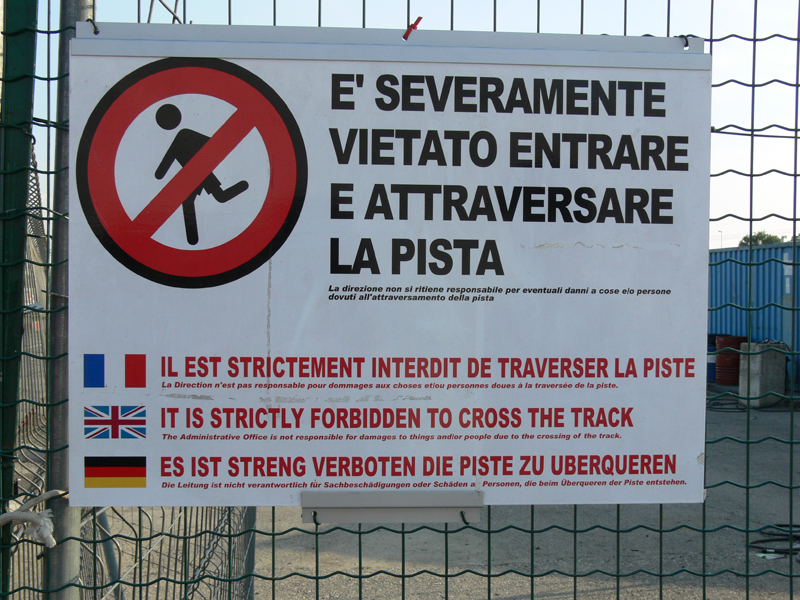 E' SEVERAMENTE
VIETATO ENTRARE
E ATTRAVERSARE
LA PISTA
La direzione non si ritiene responsabile per eventuali danni a cose e\o persone
dovuti all'attraversamento della pista
IL EST STRICTEMENT INTERDIT DE TRAVERSER LA PISTE
La Direction n'est pas responsable pour dommages aux choses et\ou personnes doues à la traversée de la piste.
IT IS STRICTLY FORBIDDEN TO CROSS THE TRACK
The Administrative Office is not responsible for damages to things and\or people due to the crossing of the track.
ES IST STRENG VERBOTEN DIE PISTE ZU UBERQUEREN
Die Leitung ist nicht verantwortlich für Sachbeschädigungen oder Schäden a Personen, die beim Überqueren der Piste entstehen.